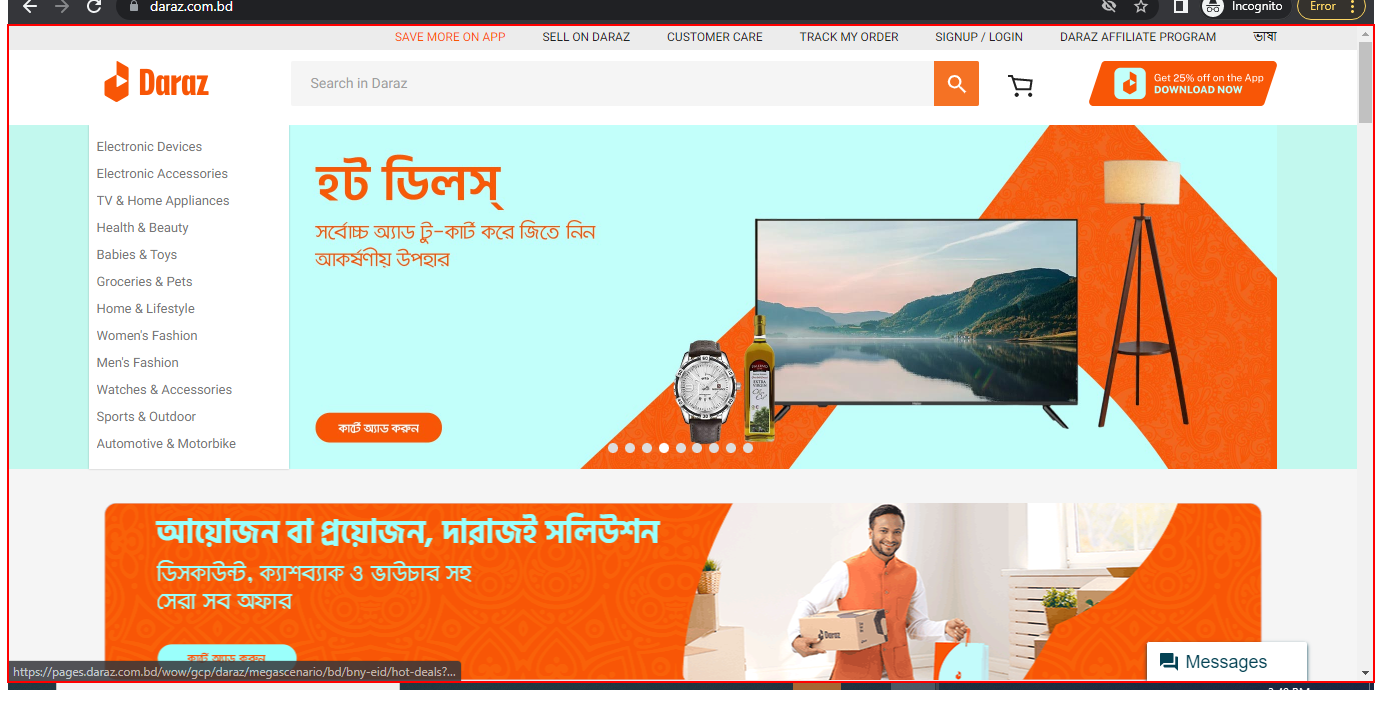 daraz.com.bd
Incognito
Error
SAVE MORE ON APP
SELL ON DARAZ
CUSTOMER CARE
TRACK MY ORDER
SIGNUP / LOGIN
DARAZ AFFILIATE PROGRAM
ভাষা
Daraz
Search in Daraz
Get 25% off on the App
DOWNLOAD NOW
Electronic Devices
Electronic Accessories
TV & Home Appliances
Health & Beauty
Babies & Toys
Groceries & Pets
Home & Lifestyle
Women's Fashion
Men's Fashion
Watches & Accessories
Sports & Outdoor
Automotive & Motorbike
হট ডিলস্
সর্বোচ্চ অ্যাড টু-কার্ট করে জিতে নিন
আকর্ষণীয় উপহার
EXTRA
VIRGIN
কার্টে অ্যাড করুন
আয়োজন বা প্রয়োজন, দারাজই সলিউশন
ডিসকাউন্ট, ক্যাশব্যাক ও ভাউচার সহ
সেরা সব অফার
কার্টে অ্যাড করুন
Daraz
Messages
https://pages.daraz.com.bd/wow/gcp/daraz/megascenario/bd/bny-eid/hot-deals?...